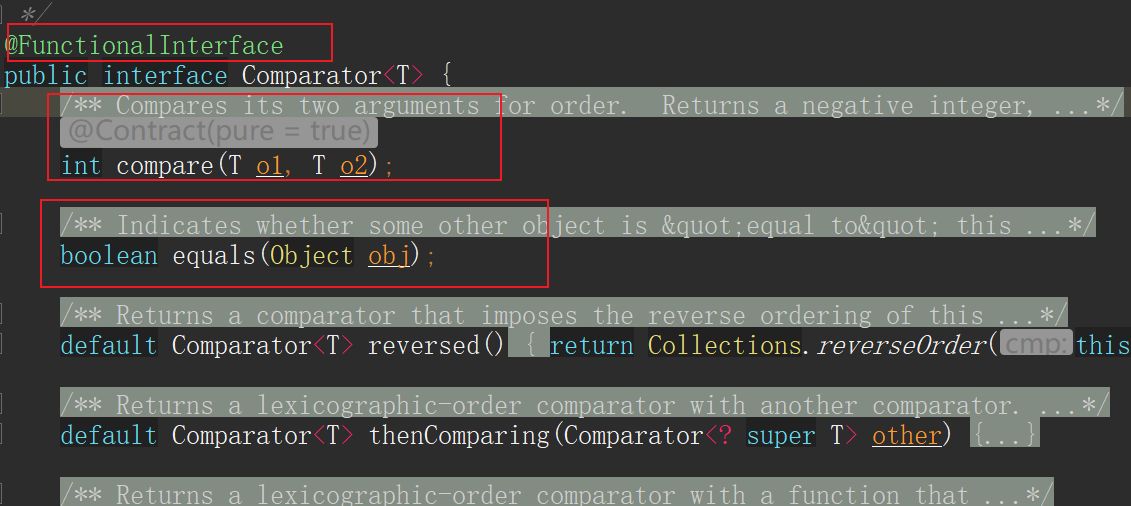 */
@FunctionalInterface
public interface Comparator<T> {
/** Compares its two arguments for order.  Returns a negative integer, ...*/
@Contract(pure = true)
int compare(T o1, T o2);
/** Indicates whether some other object is &quot;equal to&quot; this ...*/
boolean equals(Object obj);
/** Returns a comparator that imposes the reverse ordering of this ...*/
default Comparator<T> reversed() { return Collections.reverseOrder( cmp: this
/** Returns a lexicographic-order comparator with another comparator. ...*/
default Comparator<T> thenComparing(Comparator<? super T> other) {...}
/** Returns a lexicographic-order comparator with a function that ...*/